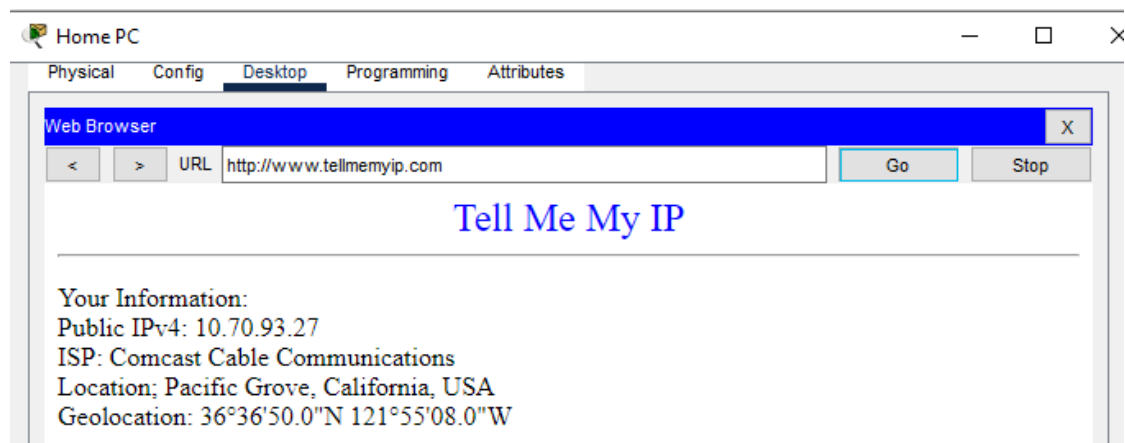 Home PC
Physical Config Desktop Programming Attributes
Web Browser X
< > URL http://www.tellmemyip.com Go Stop
Tell Me My IP
Your Information:
Public IPv4: 10.70.93.27
ISP: Comcast Cable Communications
Location; Pacific Grove, California, USA
Geolocation: 36°36'50.0"N 121°55'08.0"W